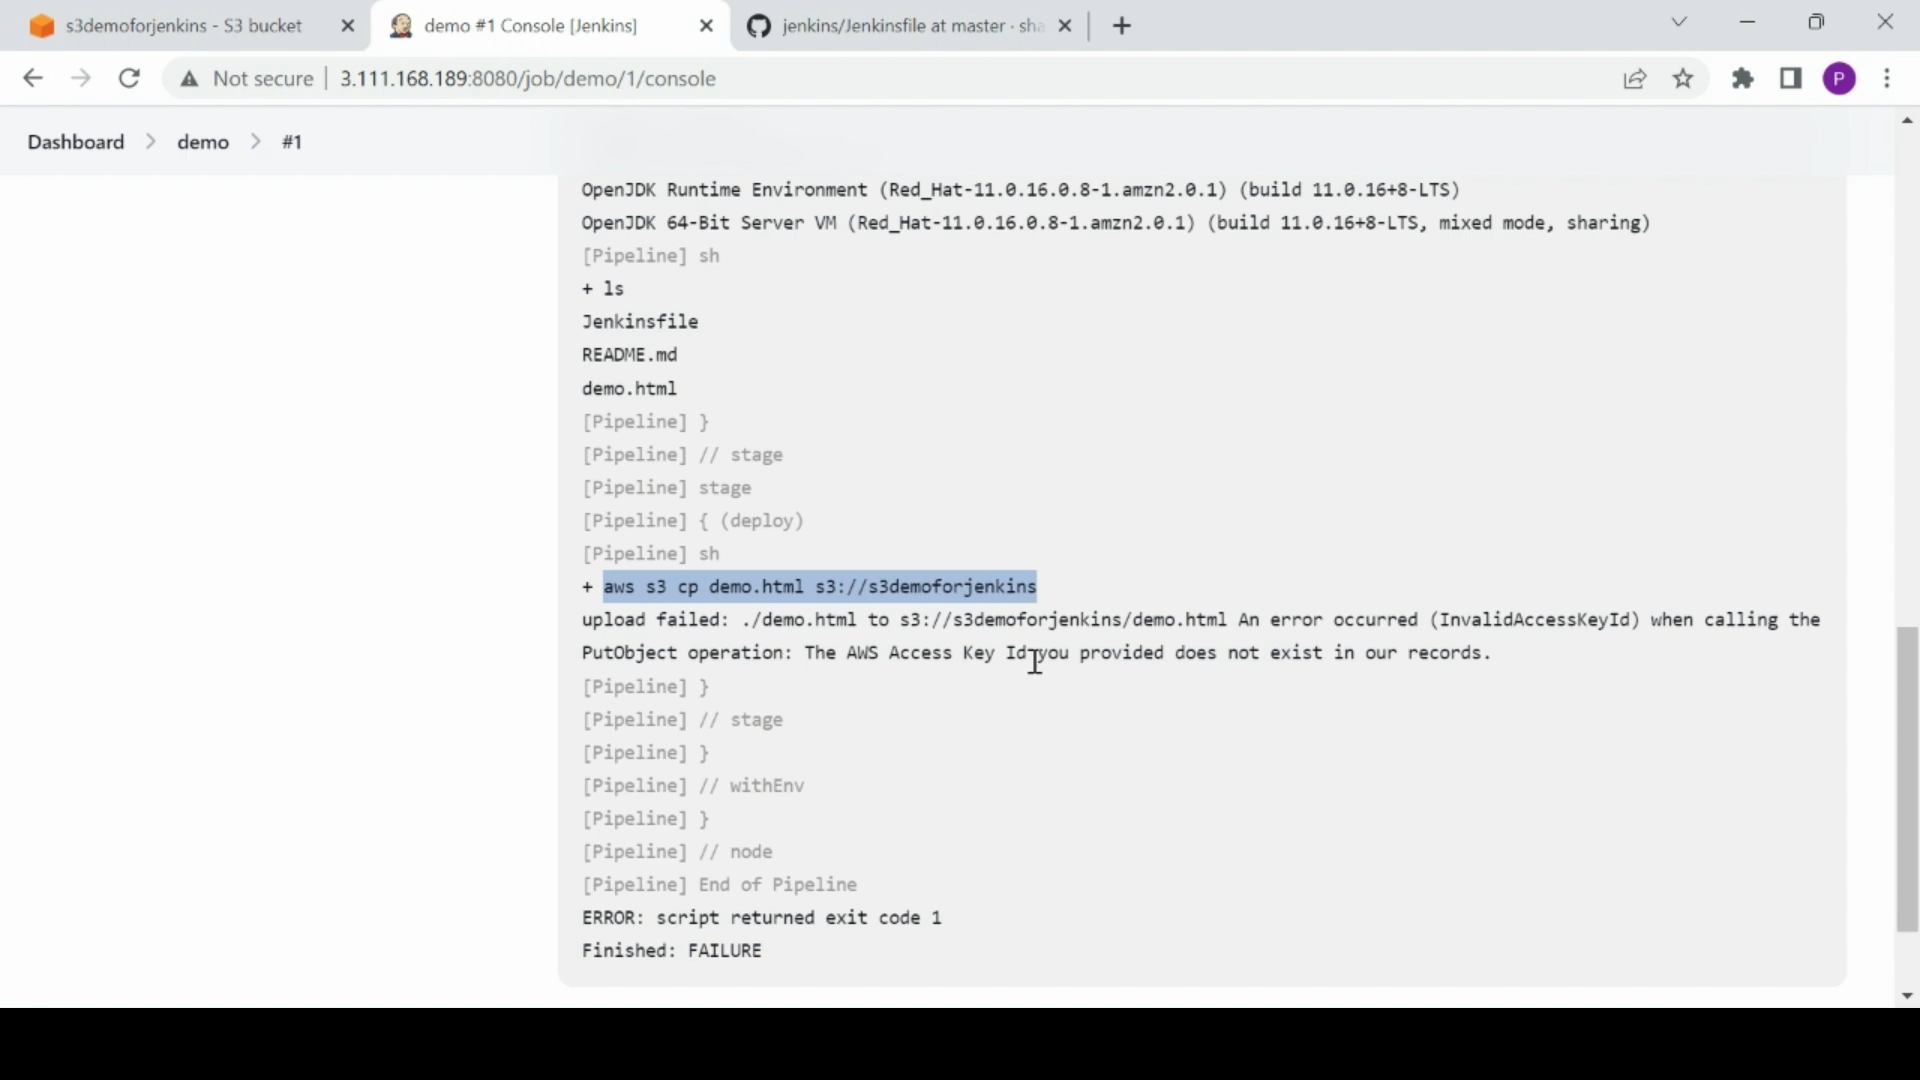 s3demoforjenkins - S3 bucket
demo #1 Console [Jenkins]
jenkins/Jenkinsfile at master · sha
Not secure
3.111.168.189:8080/job/demo/1/console
P
Dashboard
demo
#1
OpenJDK Runtime Environment (Red_Hat-11.0.16.0.8-1.amzn2.0.1) (build 11.0.16+8-LTS)
OpenJDK 64-Bit Server VM (Red_Hat-11.0.16.0.8-1.amzn2.0.1) (build 11.0.16+8-LTS, mixed mode, sharing)
[Pipeline] sh
+ ls
Jenkinsfile
README.md
demo.html
[Pipeline] }
[Pipeline] // stage
[Pipeline] stage
[Pipeline] { (deploy)
[Pipeline] sh
+ aws s3 cp demo.html s3://s3demoforjenkins
upload failed: ./demo.html to s3://s3demoforjenkins/demo.html An error occurred (InvalidAccessKeyId) when calling the
PutObject operation: The AWS Access Key Id you provided does not exist in our records.
[Pipeline] }
[Pipeline] // stage
[Pipeline] }
[Pipeline] // withEnv
[Pipeline] }
[Pipeline] // node
[Pipeline] End of Pipeline
ERROR: script returned exit code 1
Finished: FAILURE